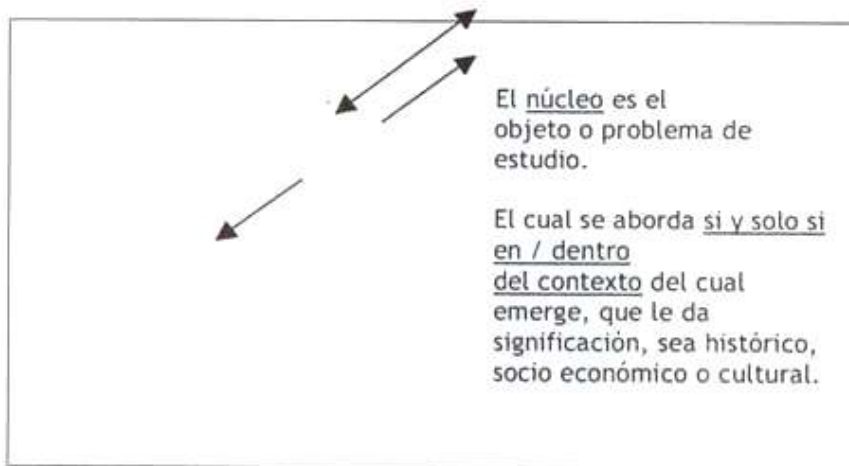 El núcleo es el
objeto o problema de
estudio.
El cual se aborda si y solo si
en / dentro
del contexto del cual
emerge, que le da
significación, sea histórico,
socio económico o cultural.